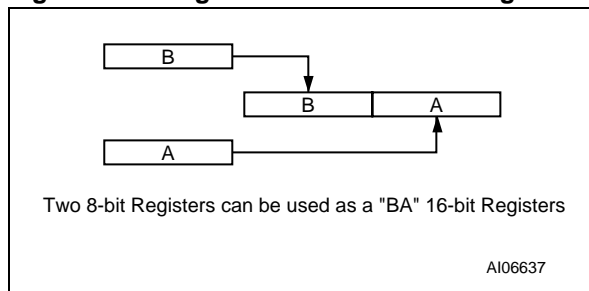 B
B A
A
Two 8-bit Registers can be used as a "BA" 16-bit Registers
AI06637